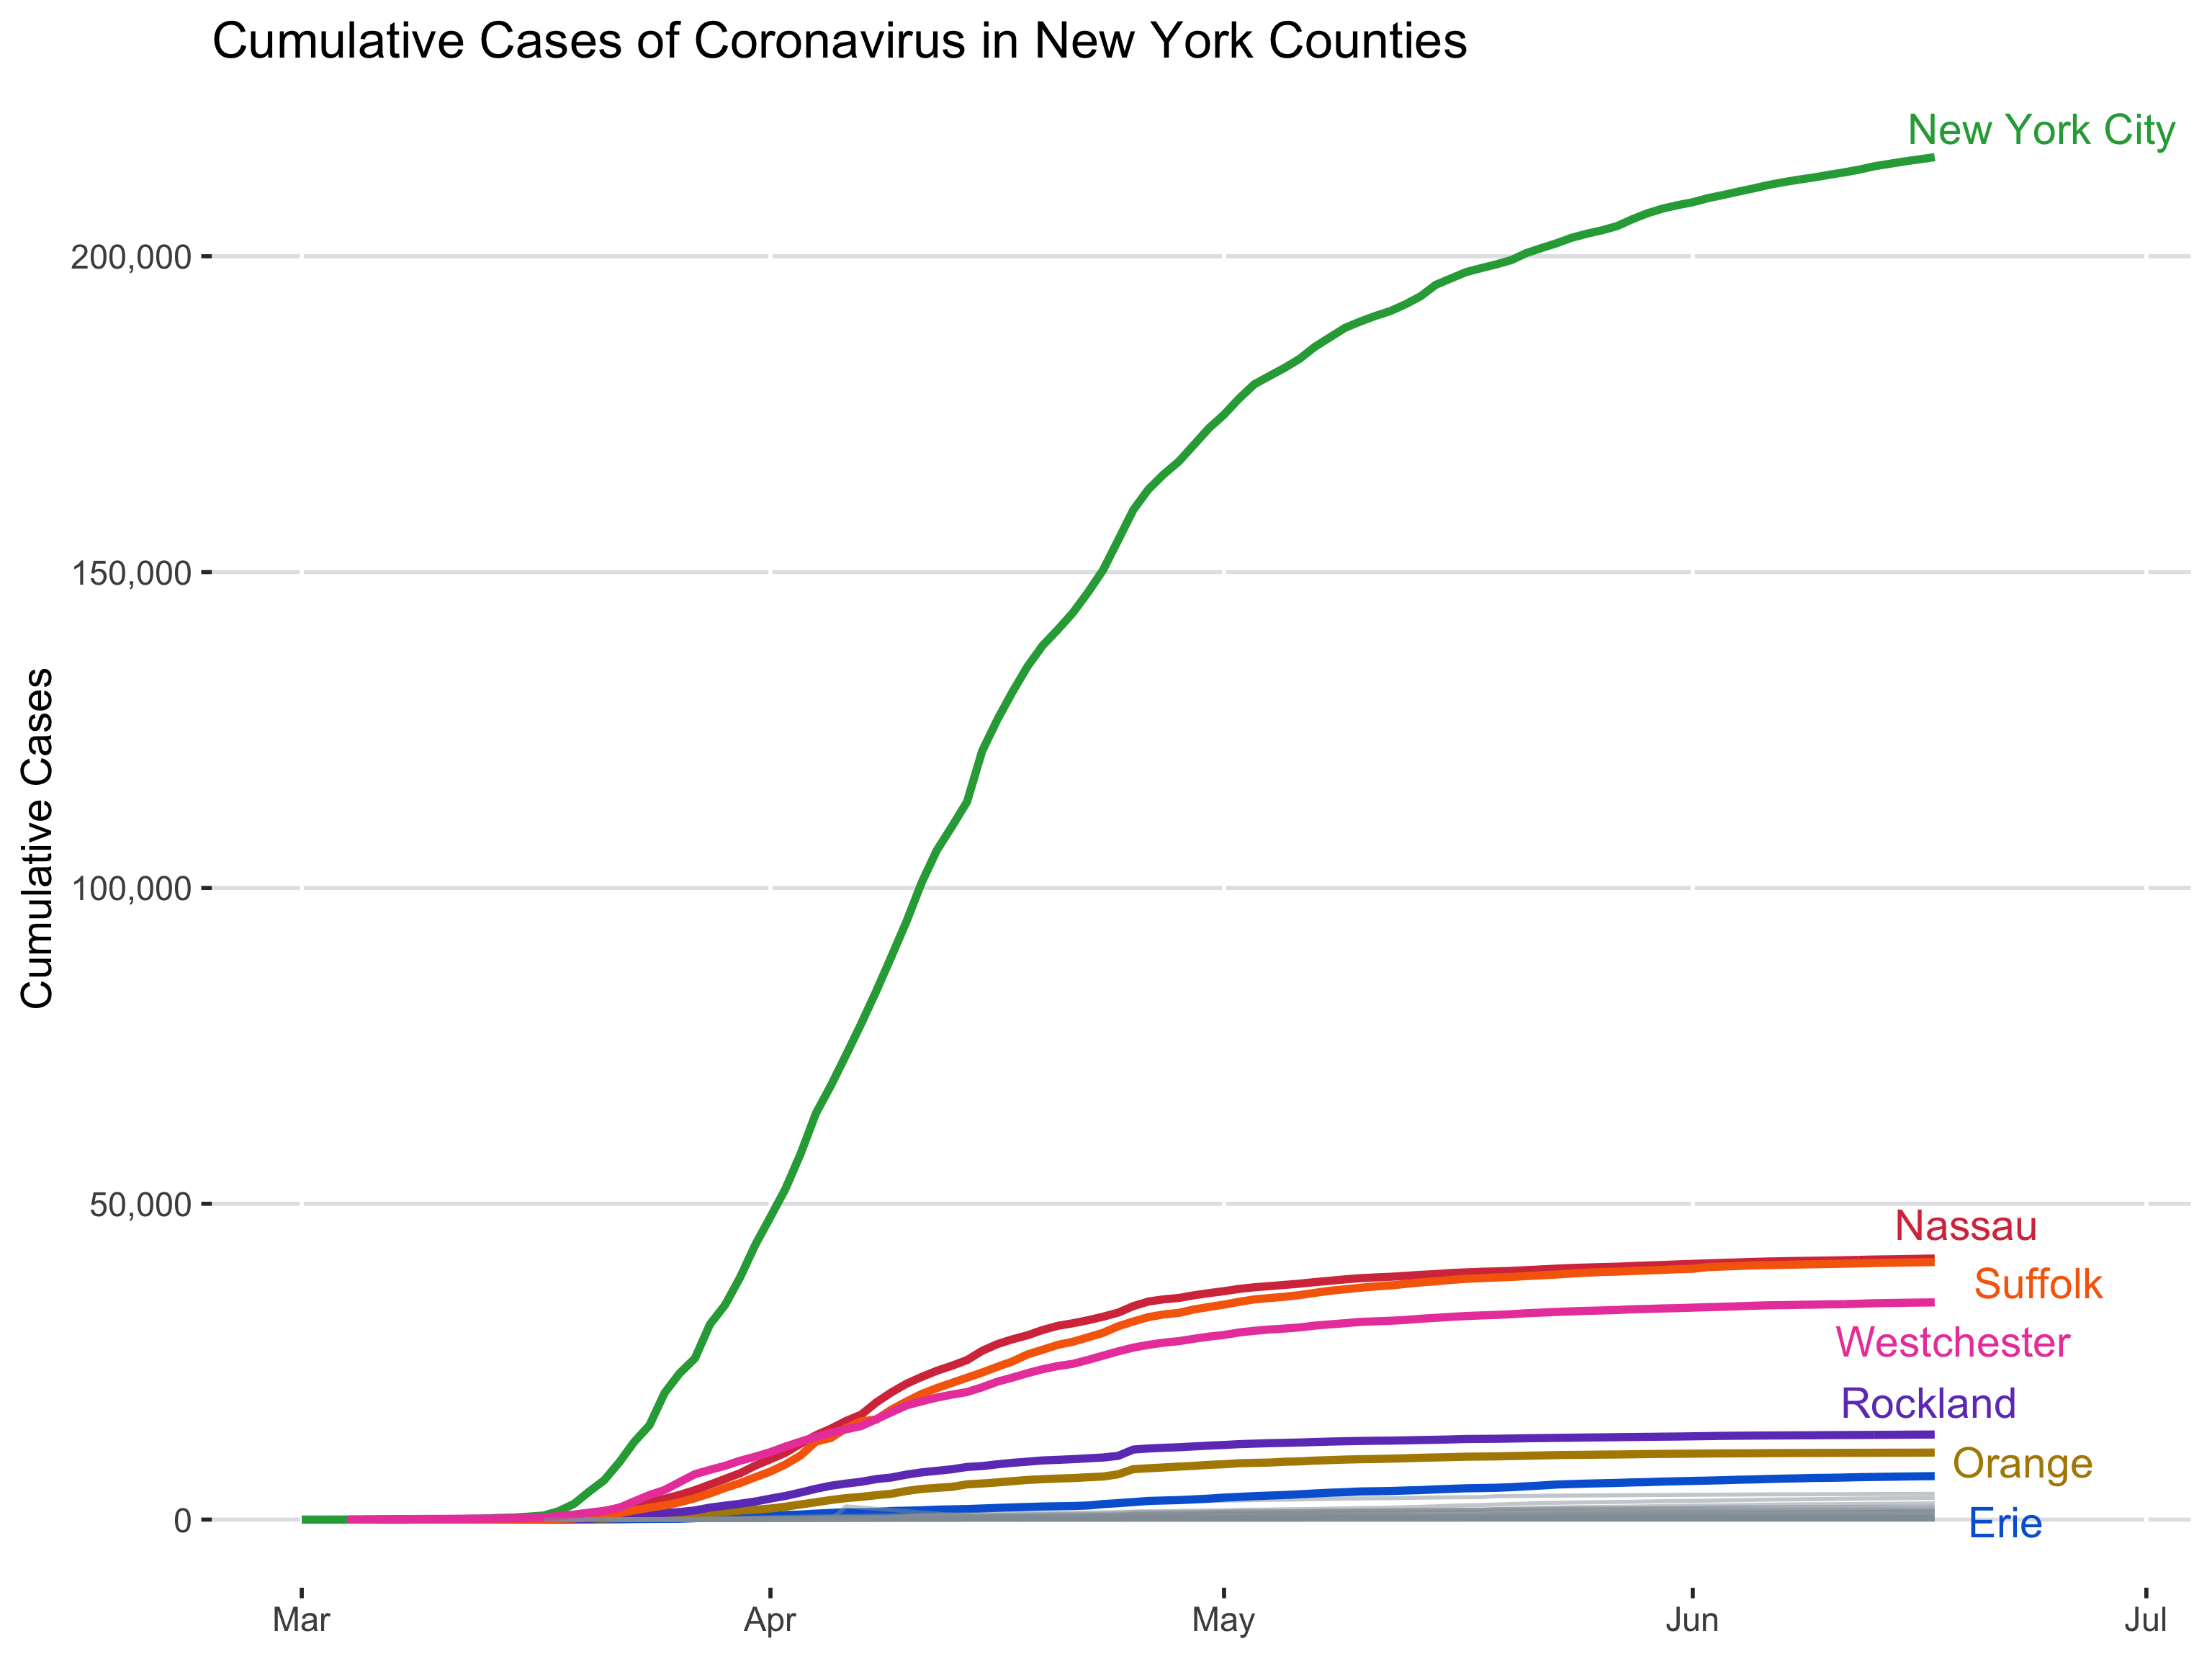 Cumulative Cases of Coronavirus in New York Counties
New York City
200,000
150,000
100,000
Cumulative Cases
50,000
Nassau
Suffolk
Westchester
Rockland
Orange
0
Erie
Mar
Apr
May
Jun
Jul